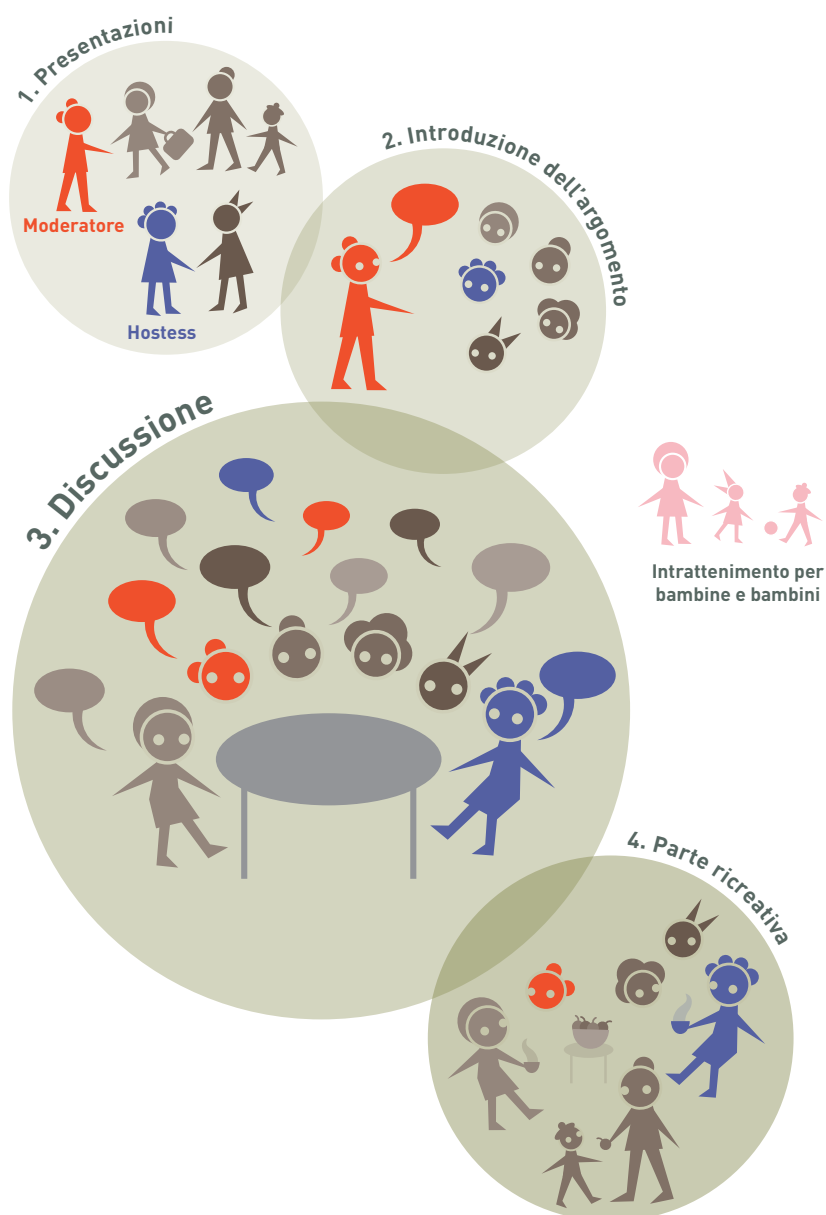 1. Presentazioni
Moderatore
Hostess
2. Introduzione dell'argomento
3. Discussione
Intrattenimento per
bambine e bambini
4. Parte ricreativa